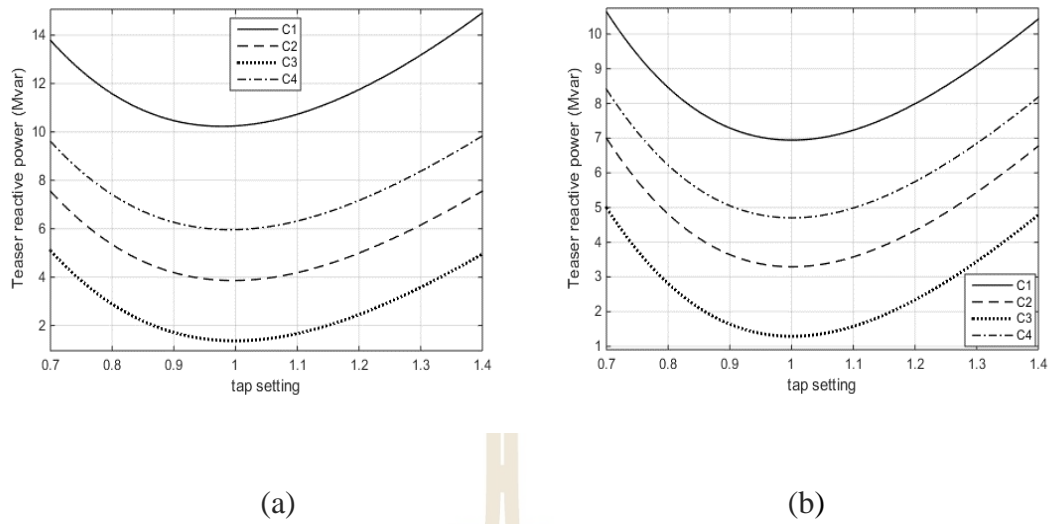 Teaser reactive power (Mvar)
14
12
10
8
6
4
2
0.7 0.8 0.9 1 1.1 1.2 1.3 1.4
tap setting
C1
C2
C3
C4
(a)
Teaser reactive power (Mvar)
10
9
8
7
6
5
4
3
2
1
0.7 0.8 0.9 1 1.1 1.2 1.3 1.4
tap setting
C1
C2
C3
C4
(b)